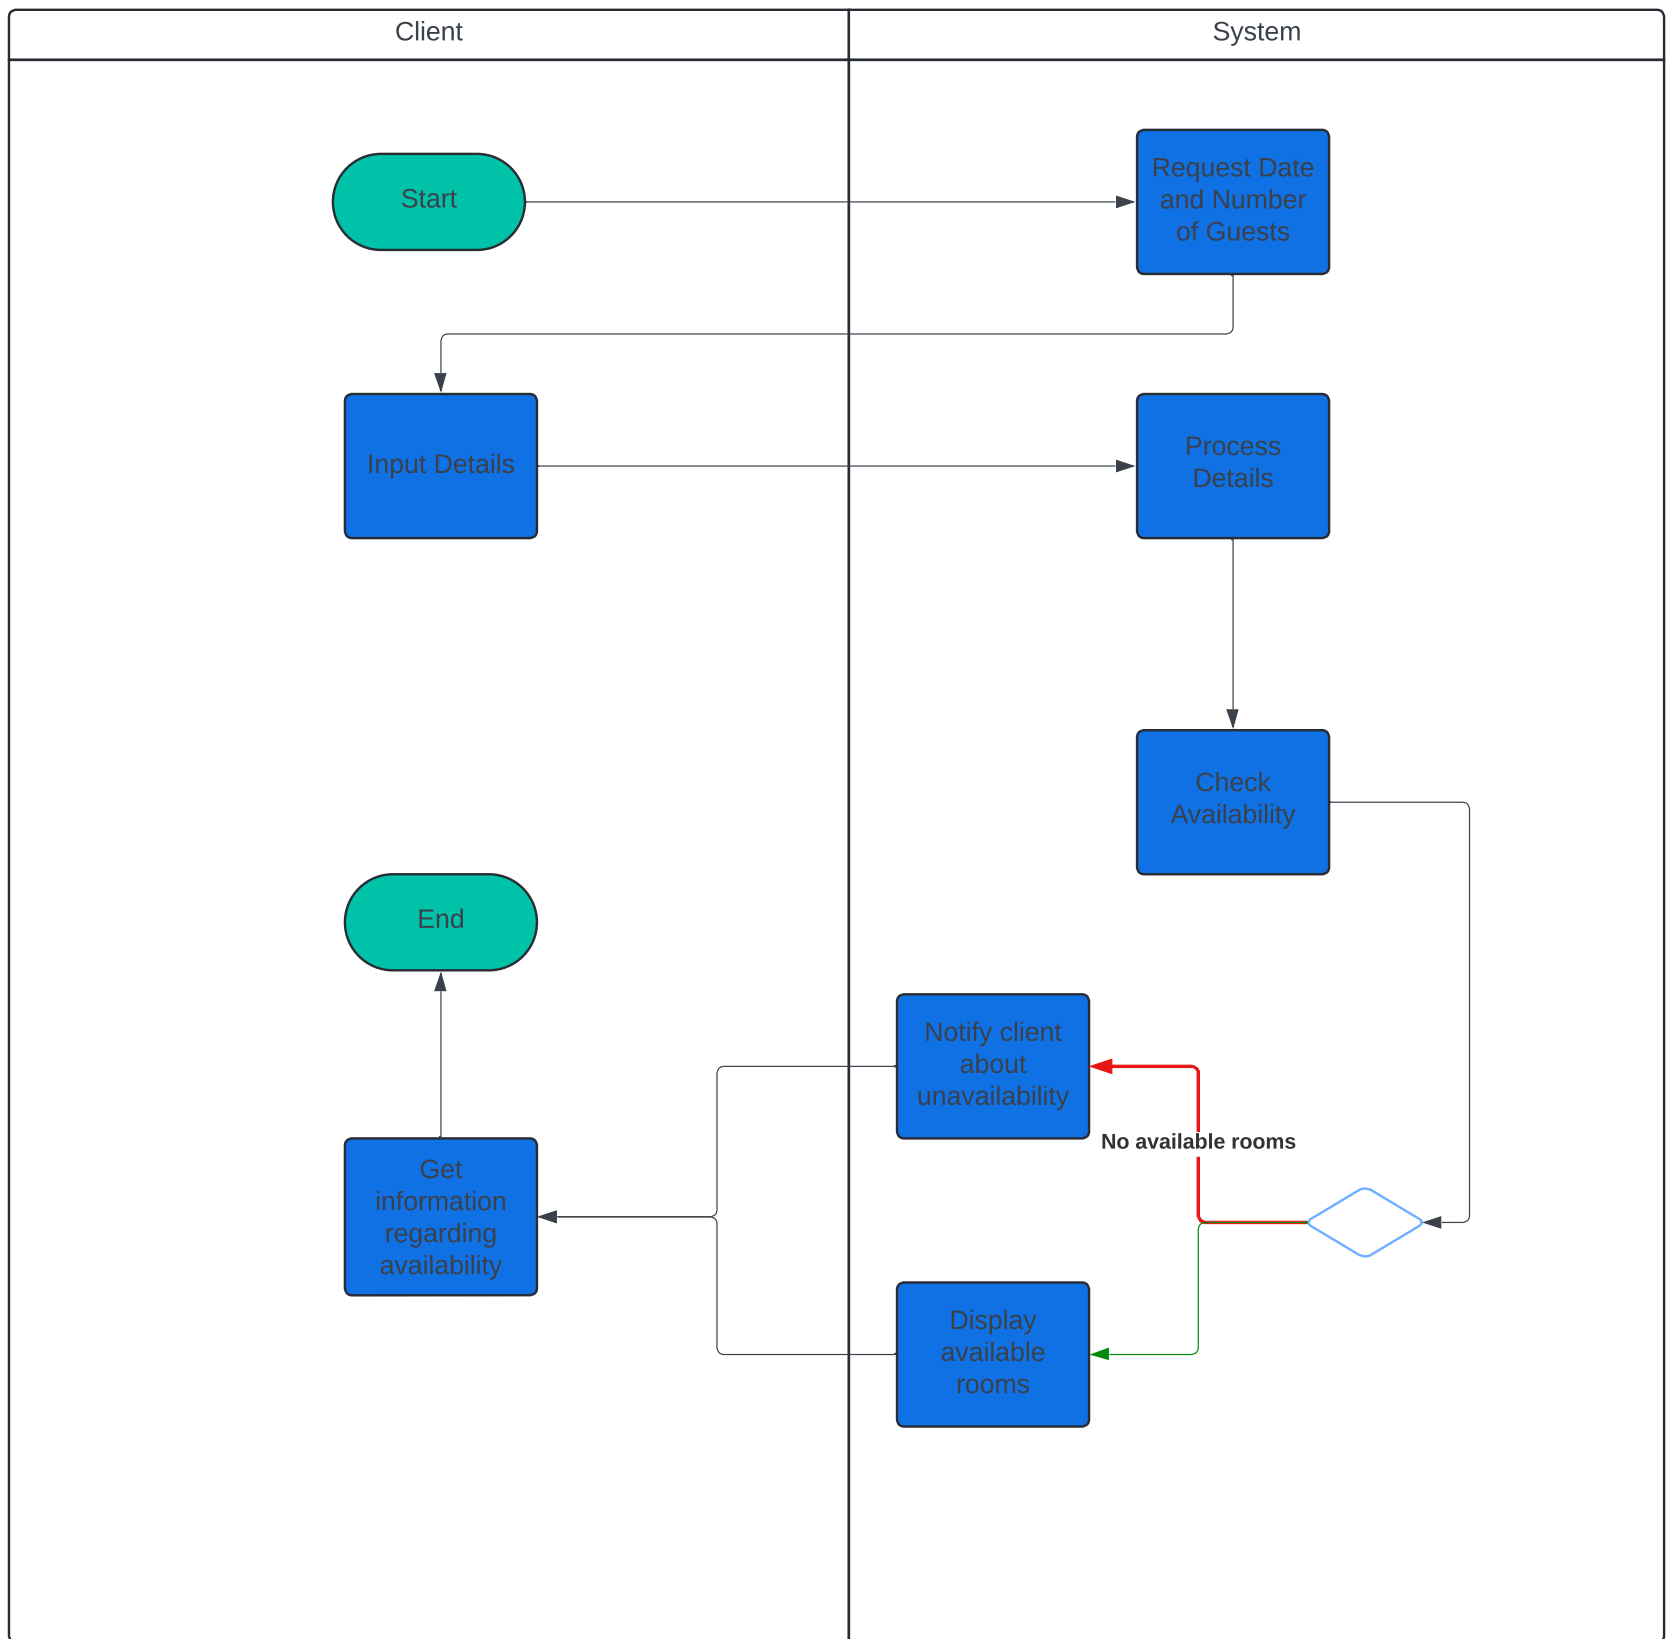 Client
System
Start
Request Date
and Number
of Guests
Input Details
Process
Details
Check
Availability
End
Notify client
about
unavailability
No available rooms
Get
information
regarding
availability
Display
available
rooms